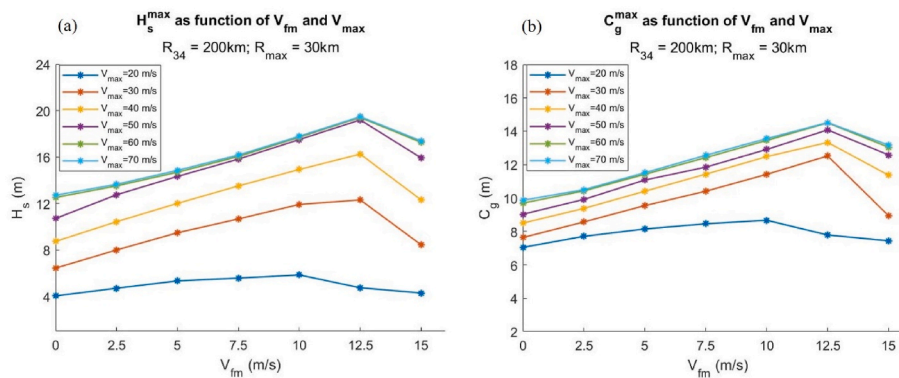 (a)
H_s^max as function of V_fm and V_max
R_34 = 200km; R_max = 30km
24
20
16
12
8
4
H_s (m)
V_max=20 m/s
V_max=30 m/s
V_max=40 m/s
V_max=50 m/s
V_max=60 m/s
V_max=70 m/s
0 2.5 5 7.5 10 12.5 15
V_fm (m/s)
(b)
C_g^max as function of V_fm and V_max
R_34 = 200km; R_max = 30km
18
16
14
12
10
8
6
4
2
C_g (m)
V_max=20 m/s
V_max=30 m/s
V_max=40 m/s
V_max=50 m/s
V_max=60 m/s
V_max=70 m/s
0 2.5 5 7.5 10 12.5 15
V_fm (m/s)